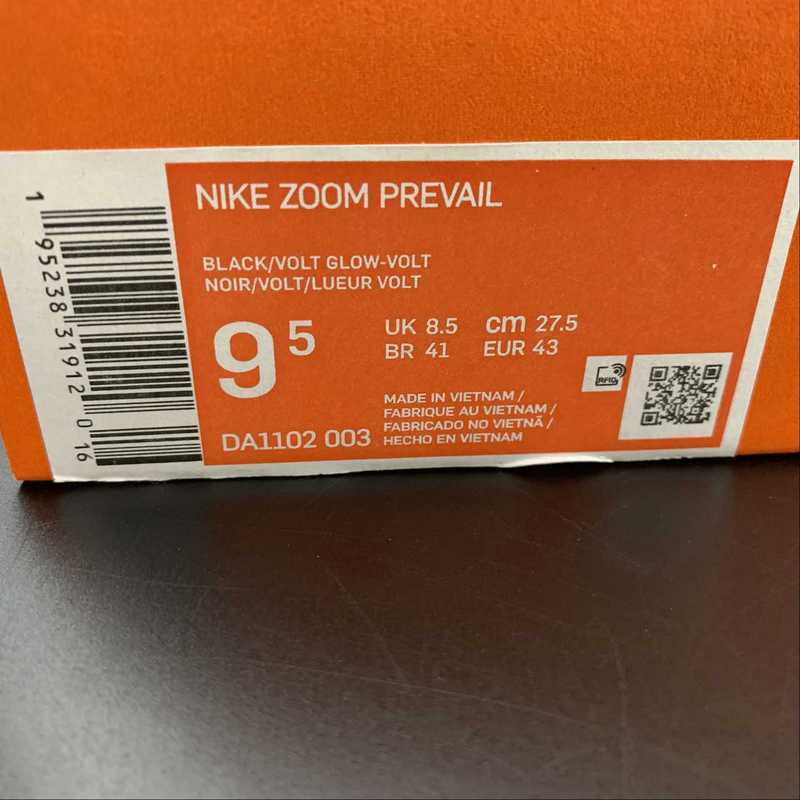 NIKE ZOOM PREVAIL
BLACK/VOLT GLOW-VOLT
NOIR/VOLT/LUEUR VOLT
9 5
UK 8.5 cm 27.5
BR 41 EUR 43
MADE IN VIETNAM /
FABRIQUE AU VIETNAM /
FABRICADO NO VIETNÃ /
HECHO EN VIETNAM
DA1102 003
RFID
1 95238 31912 0 16